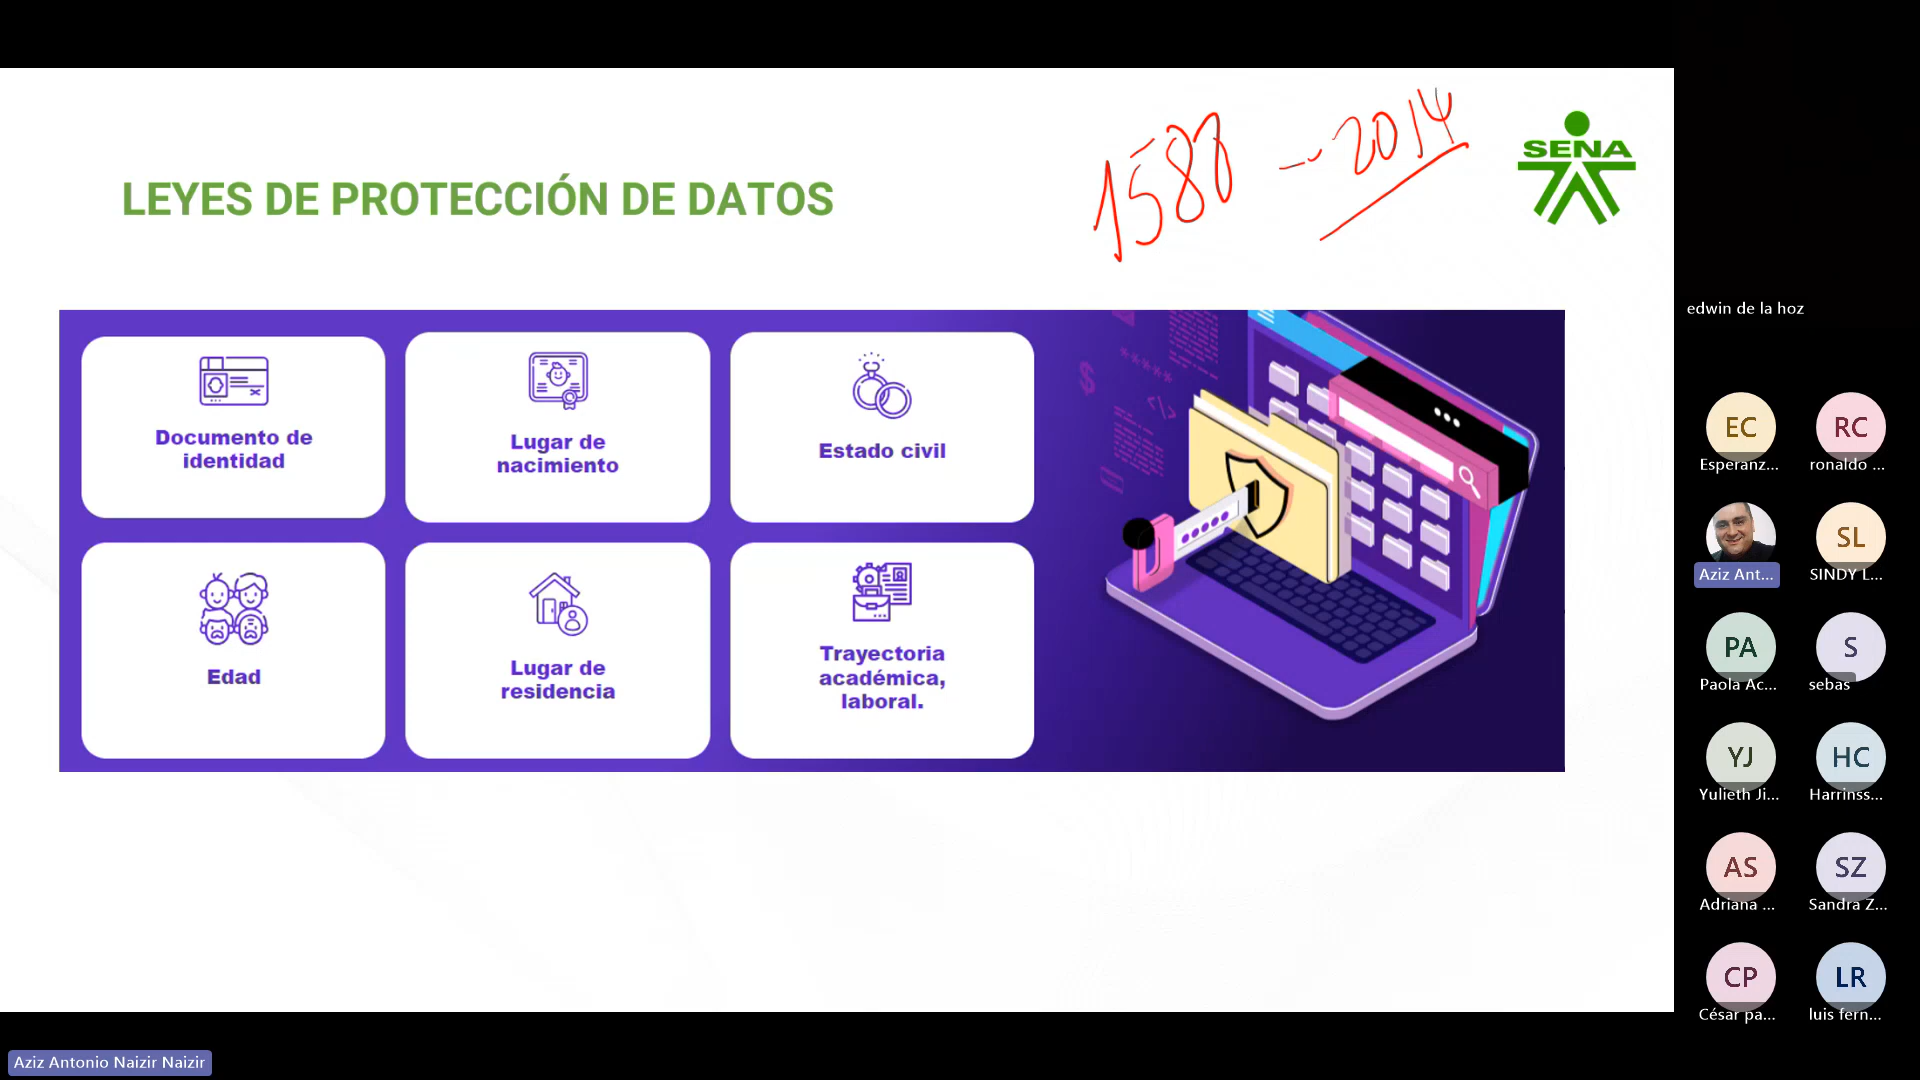 1588 -- 2014
SENA
LEYES DE PROTECCIÓN DE DATOS
Documento de
identidad
Lugar de
nacimiento
Estado civil
Edad
Lugar de
residencia
Trayectoria
académica,
laboral.
edwin de la hoz
EC
Esperanz...
RC
ronaldo ...
Aziz Ant...
SL
SINDY L...
PA
Paola Ac...
S
sebas
YJ
Yulieth Ji...
HC
Harrinss...
AS
Adriana ...
SZ
Sandra Z...
CP
César pa...
LR
luis fern...
Aziz Antonio Naizir Naizir